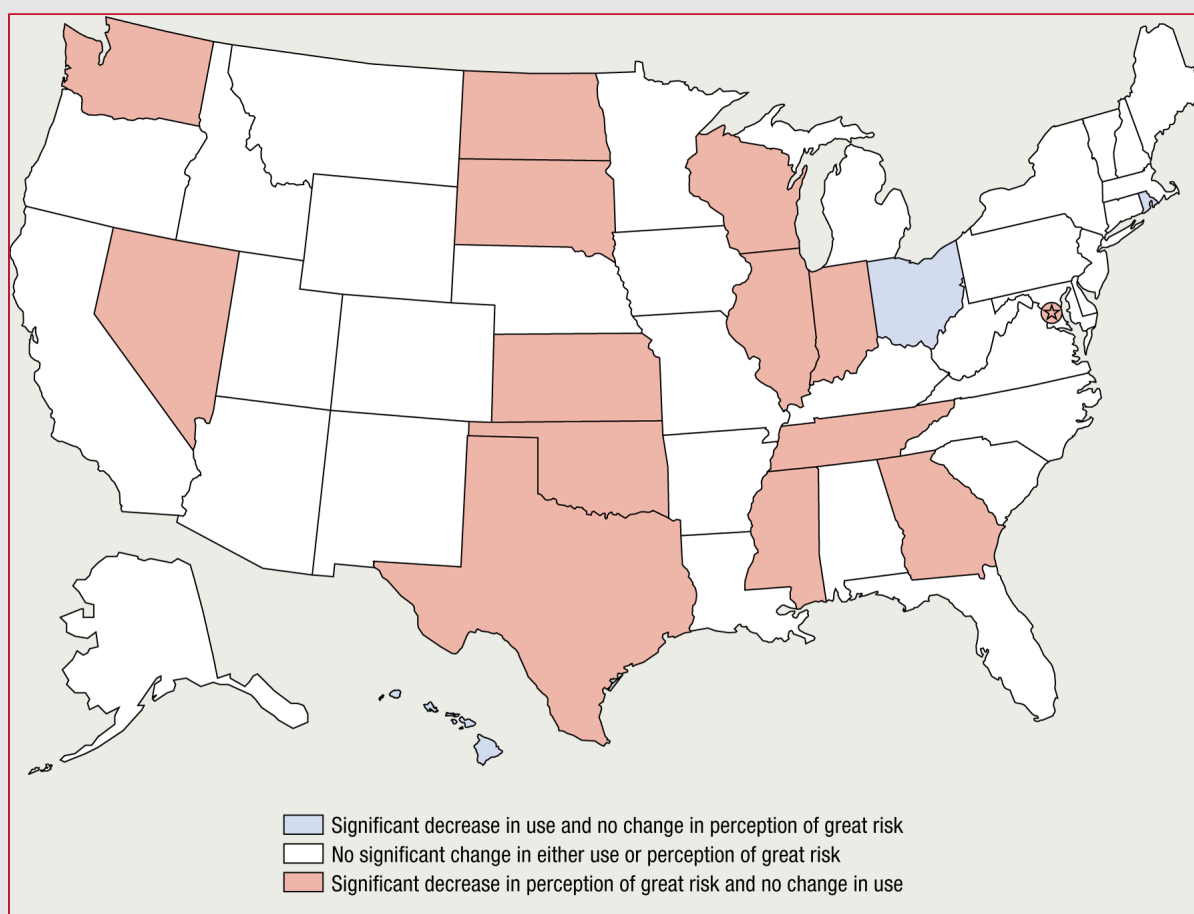 Significant decrease in use and no change in perception of great risk
No significant change in either use or perception of great risk
Significant decrease in perception of great risk and no change in use